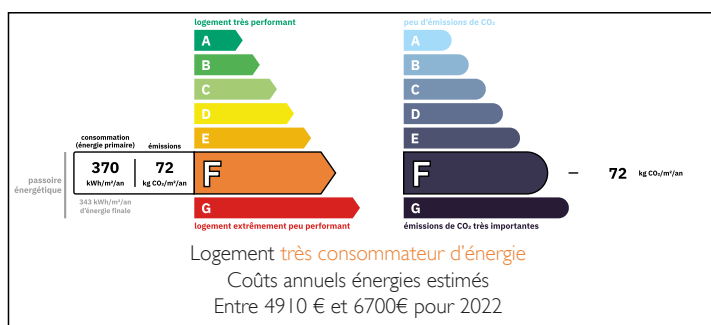 logement très performant
A
B
C
D
E
F
G
logement extrêmement peu performant
consommation
(énergie primaire)
émissions
370
kWh/m²/an
72
kg CO₂/m²/an
343 kWh/m²/an
d'énergie finale
passoire
énergétique
peu d'émissions de CO₂
A
B
C
D
E
F
G
72 kg CO₂/m²/an
émissions de CO₂ très importantes
Logement très consommateur d'énergie
Coûts annuels énergies estimés
Entre 4910 € et 6700€ pour 2022